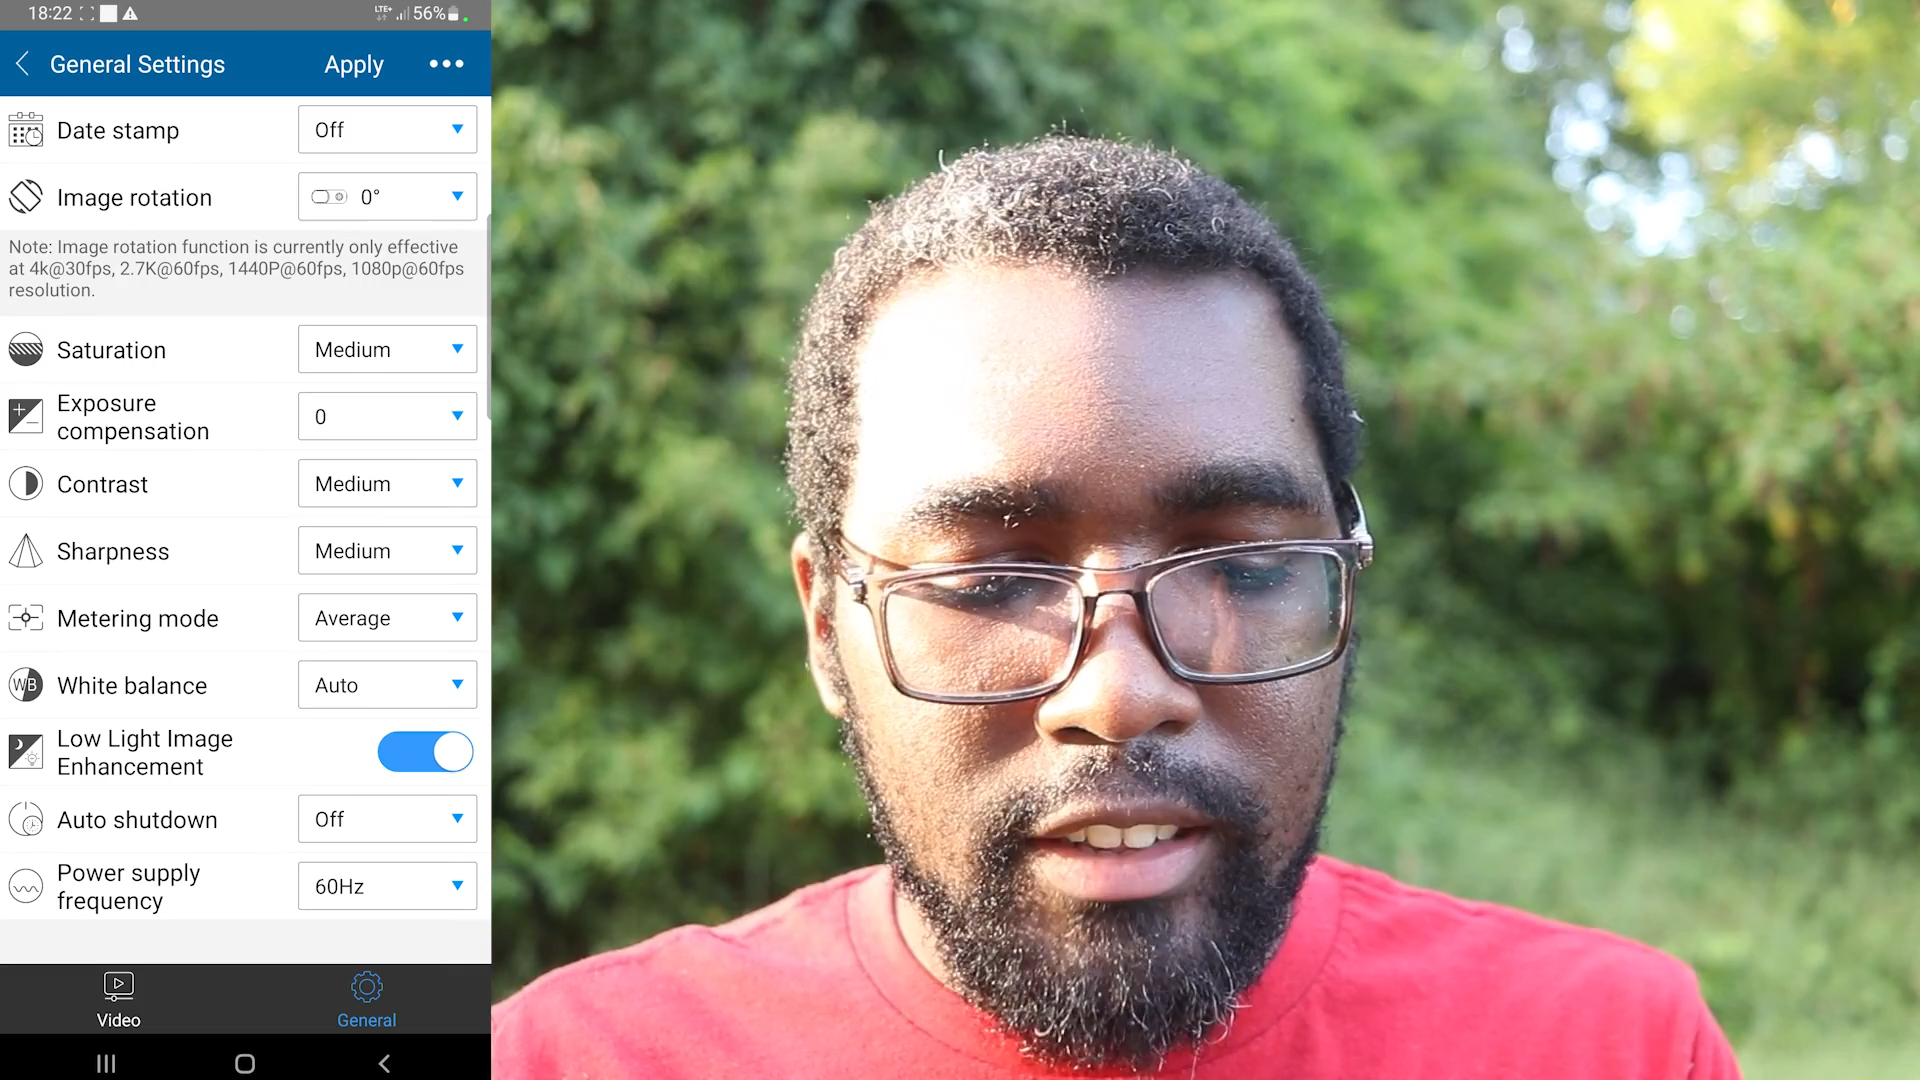 18:22
LTE+ 56%
General Settings Apply
Date stamp Off
Image rotation 0°
Note: Image rotation function is currently only effective
at 4k@30fps, 2.7K@60fps, 1440P@60fps, 1080p@60fps
resolution.
Saturation Medium
Exposure
compensation 0
Contrast Medium
Sharpness Medium
Metering mode Average
WB White balance Auto
Low Light Image
Enhancement
Auto shutdown Off
Power supply
frequency 60Hz
Video General